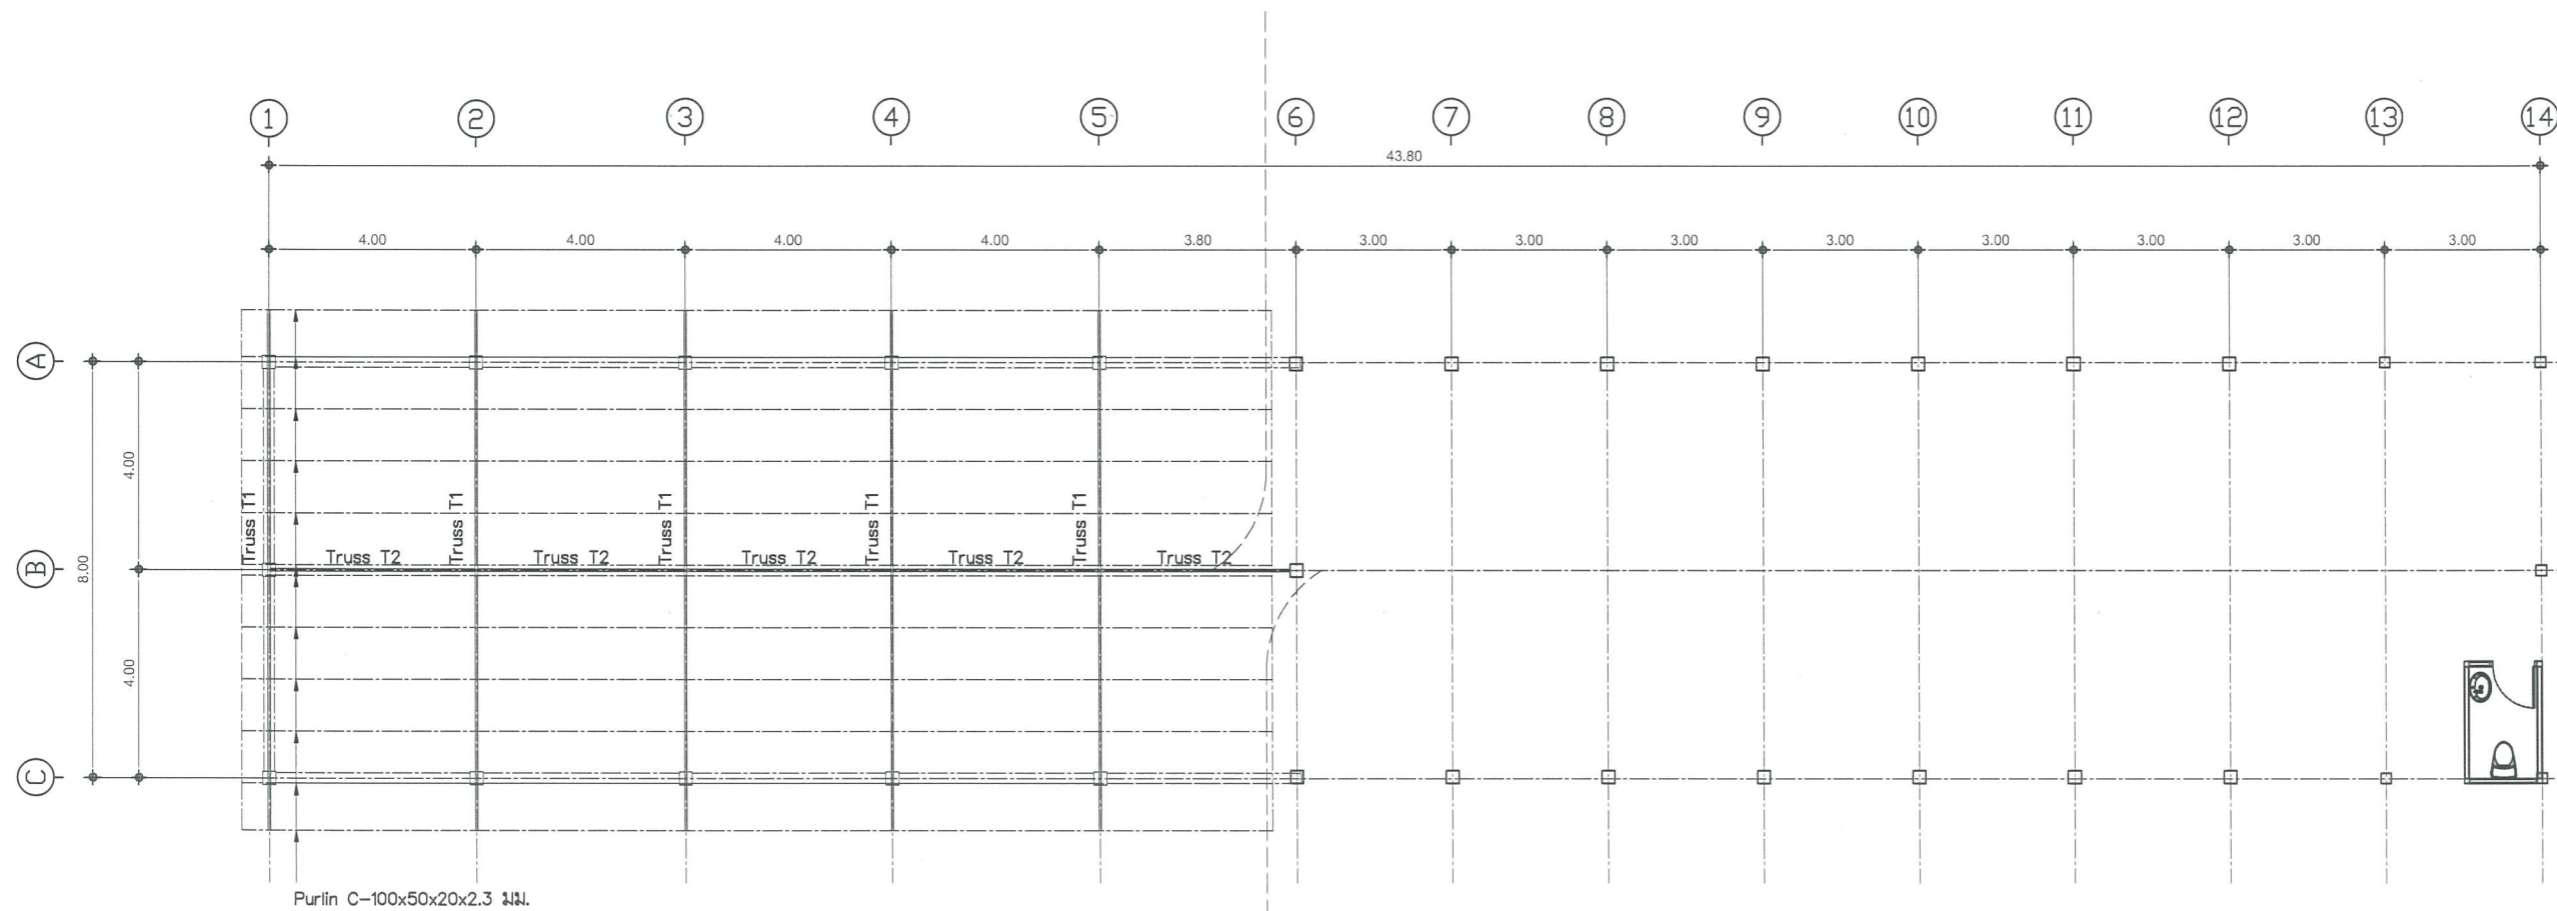 1 2 3 4 5 6 7 8 9 10 11 12 13 14
43.80
4.00 4.00 4.00 4.00 3.80 3.00 3.00 3.00 3.00 3.00 3.00 3.00 3.00
A
4.00
Truss T1 Truss T1 Truss T1 Truss T1 Truss T1
Truss T2 Truss T2 Truss T2 Truss T2 Truss T2
B
8.00
4.00
C
Purlin C-100x50x20x2.3 มม.